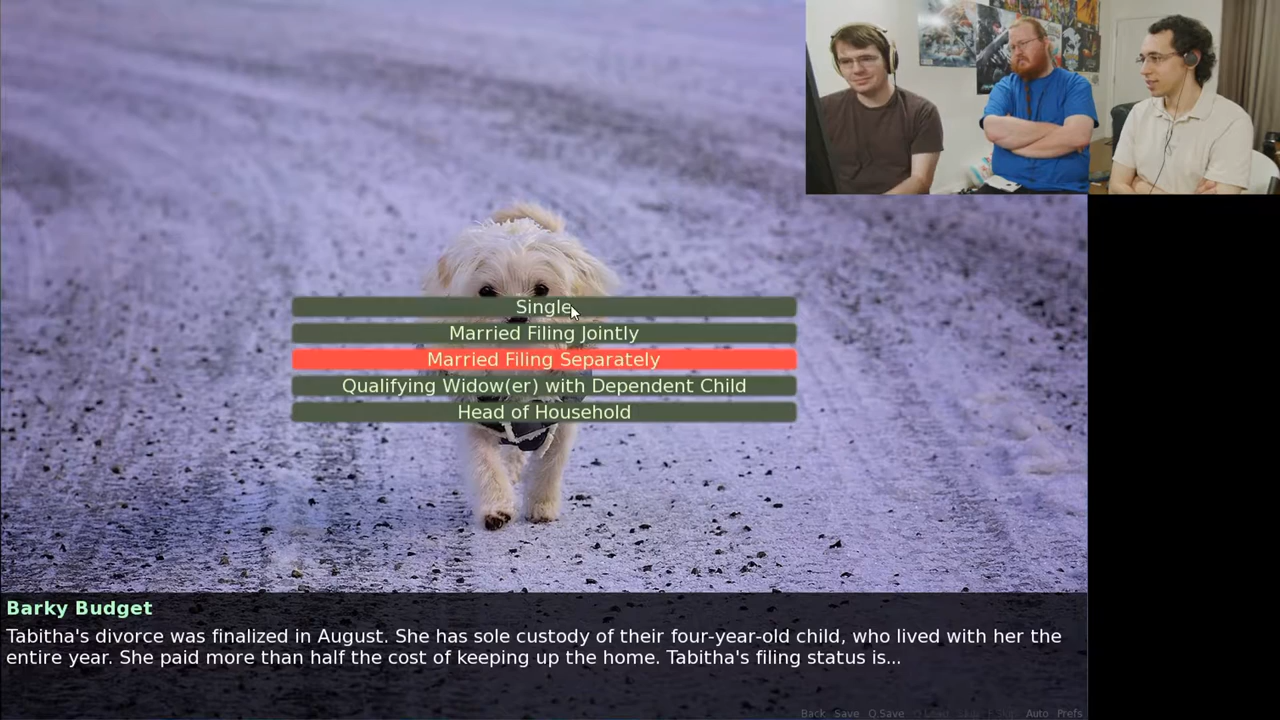 Single
Married Filing Jointly
Married Filing Separately
Qualifying Widow(er) with Dependent Child
Head of Household
Barky Budget
Tabitha's divorce was finalized in August. She has sole custody of their four-year-old child, who lived with her the
entire year. She paid more than half the cost of keeping up the home. Tabitha's filing status is...
Back Save Q.Save Auto Prefs